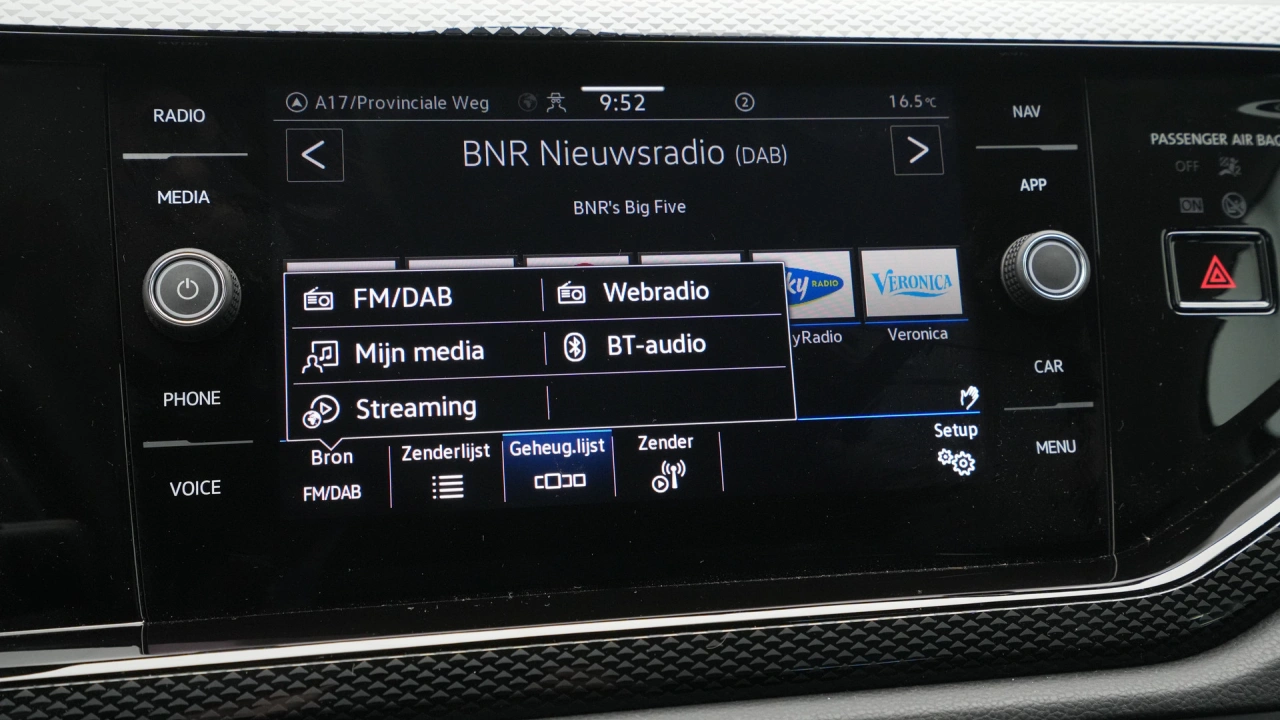 RADIO
MEDIA
PHONE
VOICE
A17/Provinciale Weg
9:52
2
16.5°C
BNR Nieuwsradio (DAB)
BNR's Big Five
FM/DAB
Webradio
Mijn media
BT-audio
Streaming
ky RADIO
VERONICA
yRadio
Veronica
Bron
FM/DAB
Zenderlijst
Geheug.lijst
Zender
Setup
NAV
APP
CAR
MENU
PASSENGER AIR BAG
OFF
ON